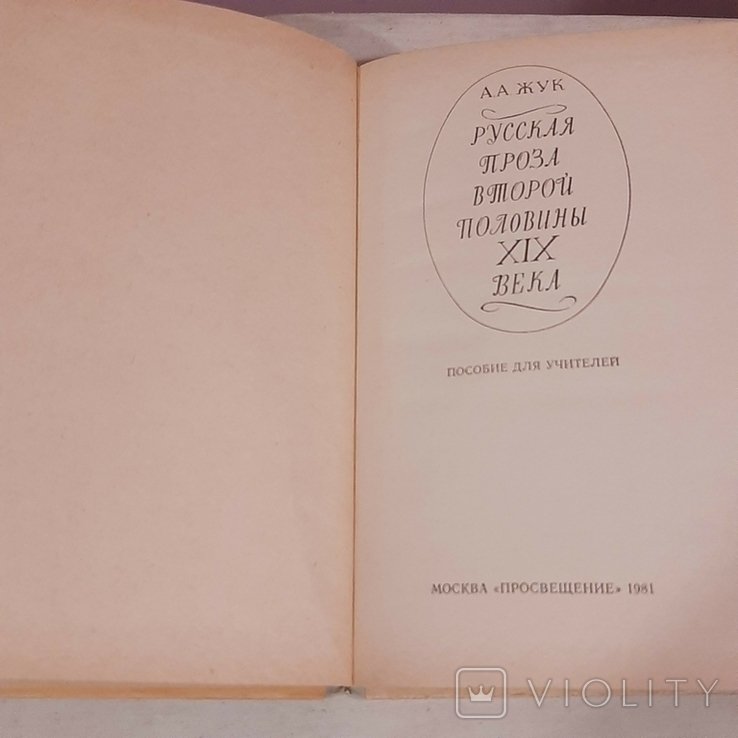 А.А ЖУК
РУССКАЯ
ПРОЗА
ВТОРОЙ
ПОЛОВИНЫ
XIX
ВЕКА
ПОСОБИЕ ДЛЯ УЧИТЕЛЕЙ
МОСКВА «ПРОСВЕЩЕНИЕ» 1981
VIOLITY